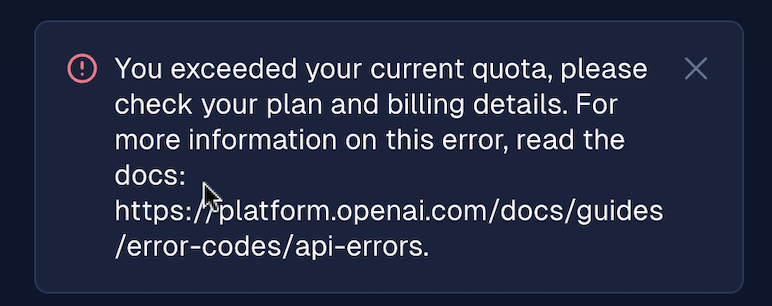 You exceeded your current quota, please
check your plan and billing details. For
more information on this error, read the
docs:
https://platform.openai.com/docs/guides
/error-codes/api-errors.